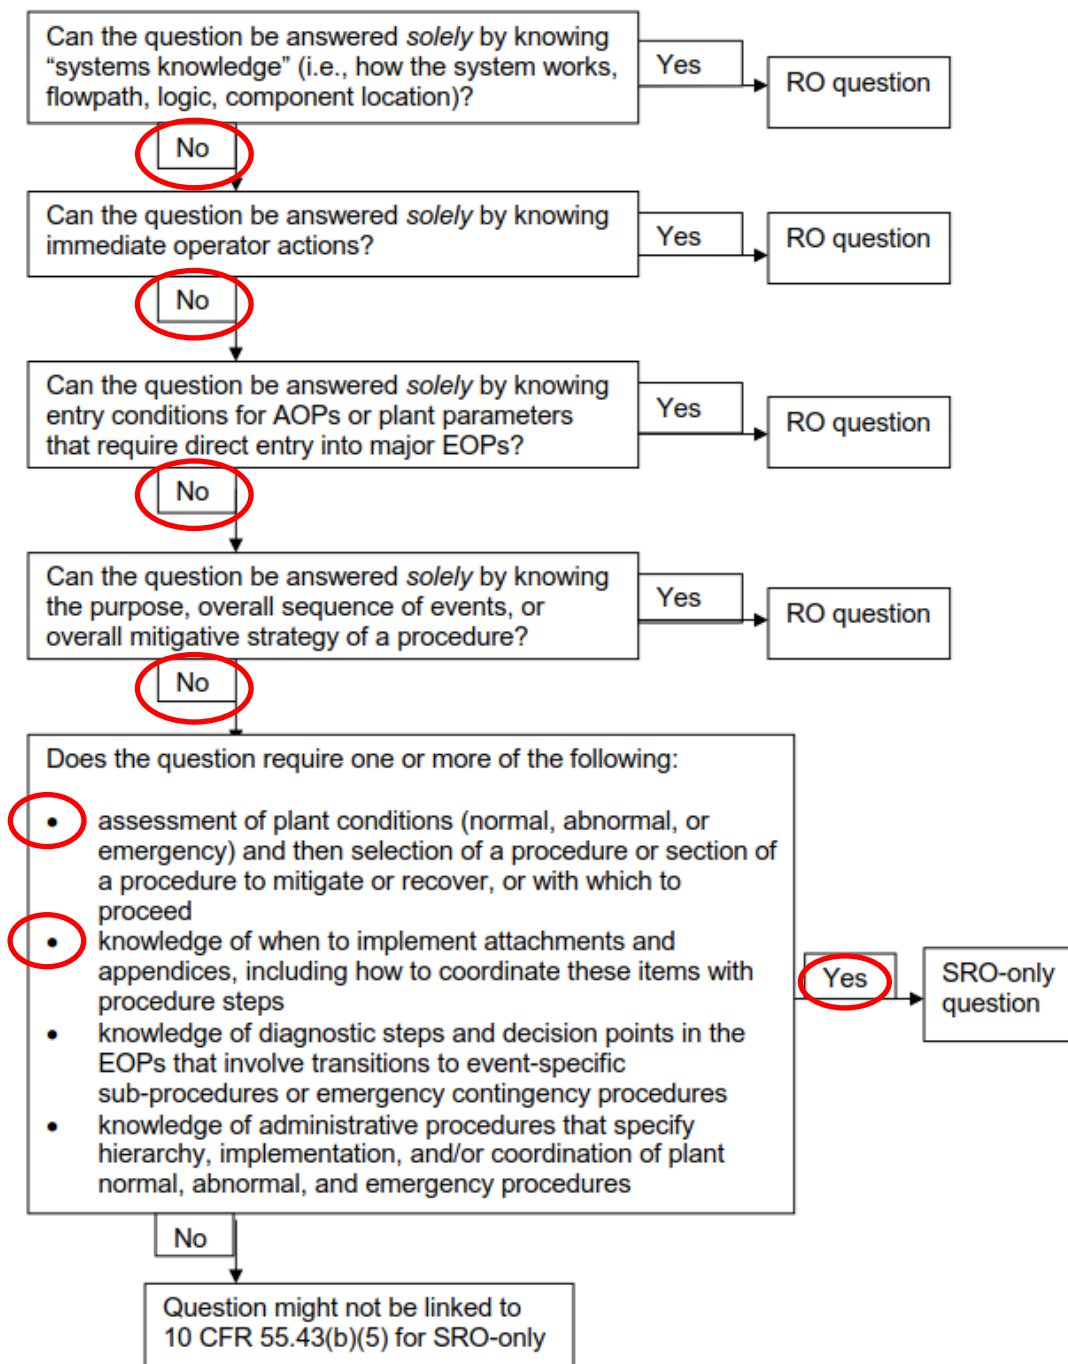 Can the question be answered solely by knowing
"systems knowledge" (i.e., how the system works,
flowpath, logic, component location)?
Yes
RO question
No
Can the question be answered solely by knowing
immediate operator actions?
Yes
RO question
No
Can the question be answered solely by knowing
entry conditions for AOPs or plant parameters
that require direct entry into major EOPs?
Yes
RO question
No
Can the question be answered solely by knowing
the purpose, overall sequence of events, or
overall mitigative strategy of a procedure?
Yes
RO question
No
Does the question require one or more of the following:
• assessment of plant conditions (normal, abnormal, or
emergency) and then selection of a procedure or section of
a procedure to mitigate or recover, or with which to
proceed
• knowledge of when to implement attachments and
appendices, including how to coordinate these items with
procedure steps
• knowledge of diagnostic steps and decision points in the
EOPs that involve transitions to event-specific
sub-procedures or emergency contingency procedures
• knowledge of administrative procedures that specify
hierarchy, implementation, and/or coordination of plant
normal, abnormal, and emergency procedures
Yes
SRO-only
question
No
Question might not be linked to
10 CFR 55.43(b)(5) for SRO-only